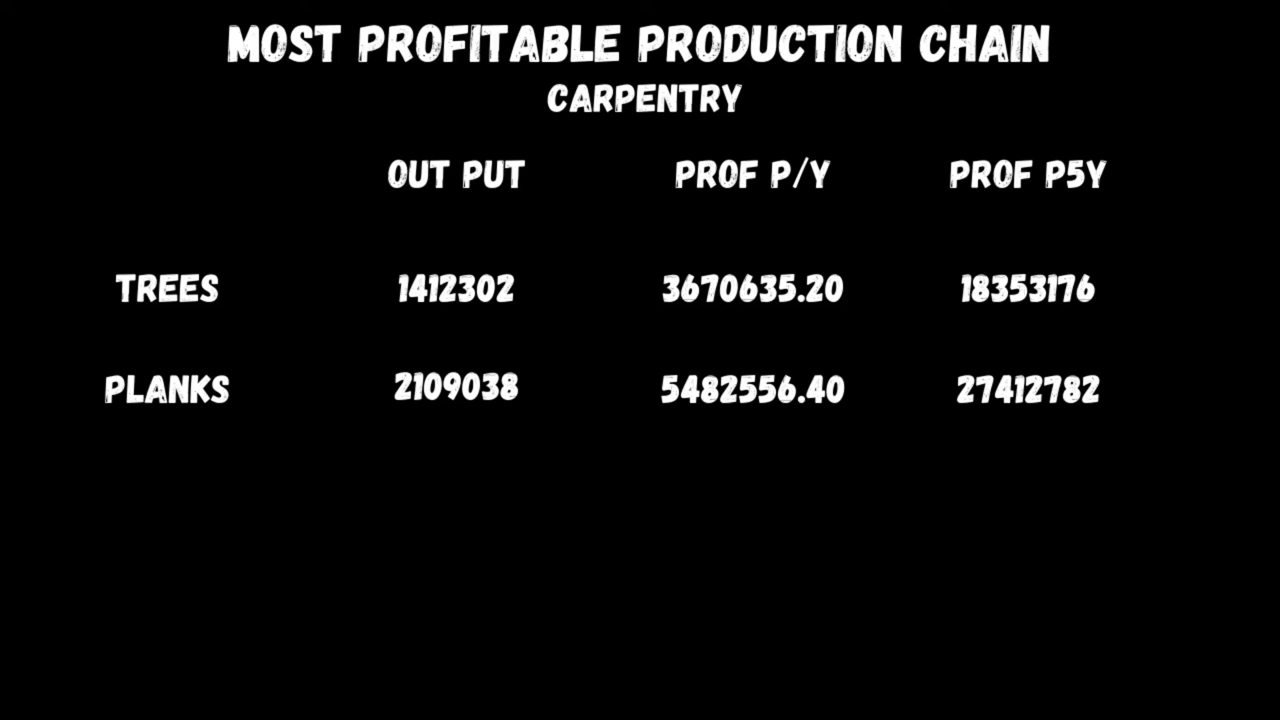 MOST PROFITABLE PRODUCTION CHAIN
CARPENTRY
OUT PUT PROF P/Y PROF P5Y
TREES 1412302 3670635.20 18353176
PLANKS 2109038 5482556.40 27412782